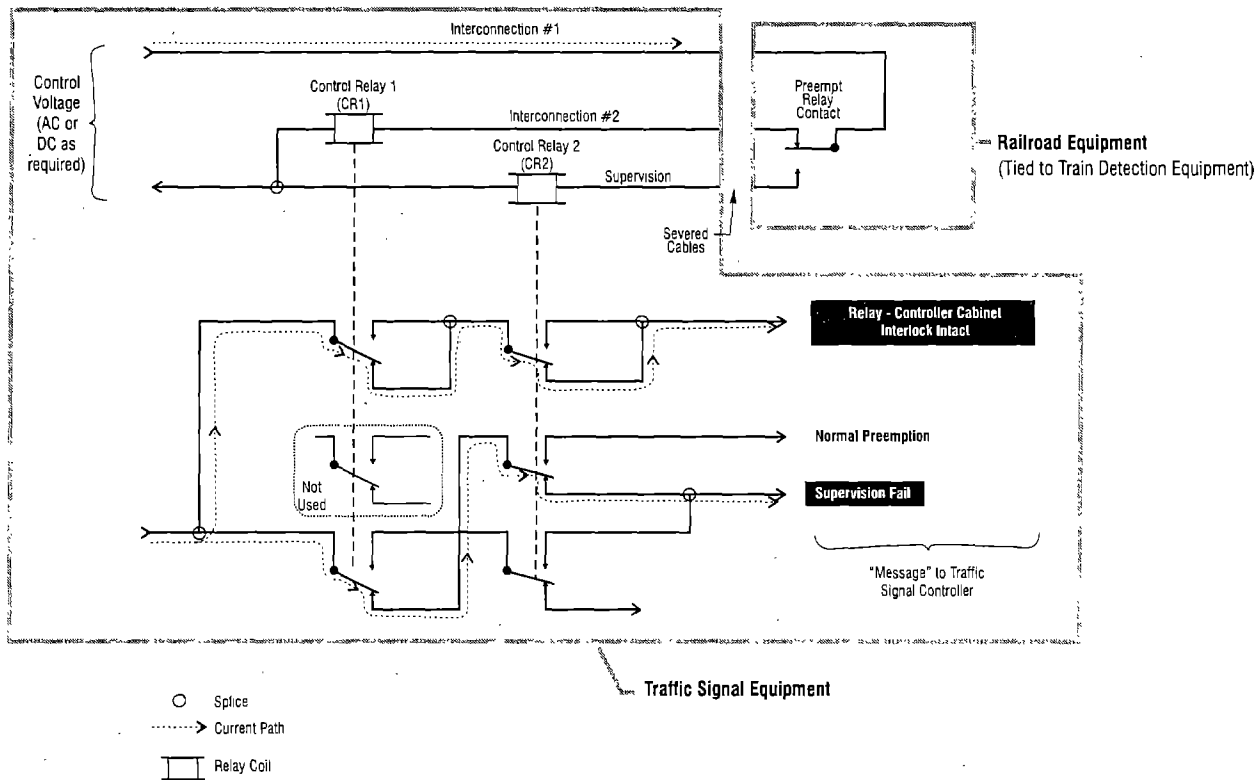 Interconnection #1
Control
Voltage
(AC or
DC as
required)
Control Relay 1
(CR1)
Interconnection #2
Control Relay 2
(CR2)
Supervision
Preempt
Relay
Contact
Railroad Equipment
(Tied to Train Detection Equipment)
Severed
Cables
Relay - Controller Cabinet
Interlock Intact
Not
Used
Normal Preemption
Supervision Fail
"Message" to Traffic
Signal Controller
Traffic Signal Equipment
Splice
Current Path
Relay Coil